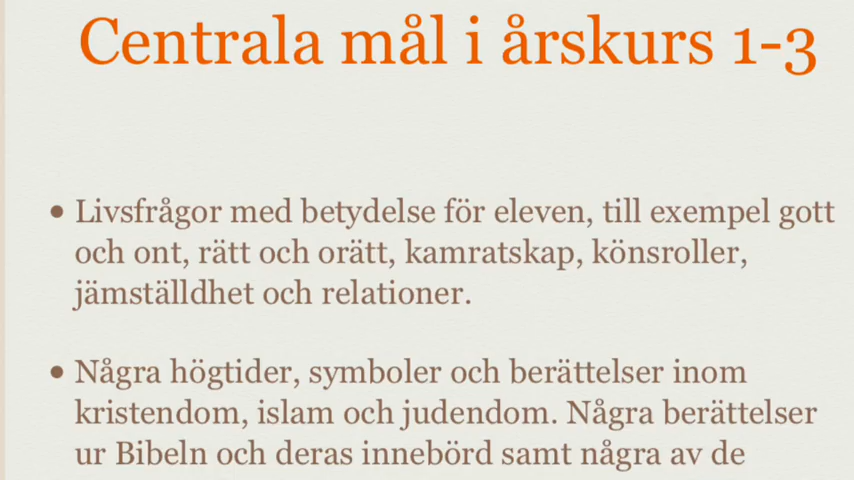 Centrala mål i årskurs 1-3
• Livsfrågor med betydelse för eleven, till exempel gott
och ont, rätt och orätt, kamratskap, könsroller,
jämställdhet och relationer.
• Några högtider, symboler och berättelser inom
kristendom, islam och judendom. Några berättelser
ur Bibeln och deras innebörd samt några av de